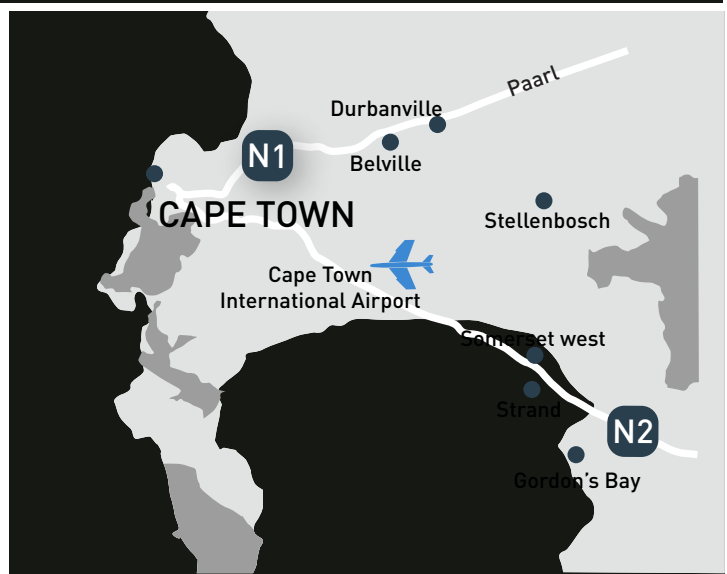 Paarl
Durbanville
N1
Belville
CAPE TOWN
Stellenbosch
Cape Town
International Airport
Somerset west
Strand
N2
Gordon's Bay